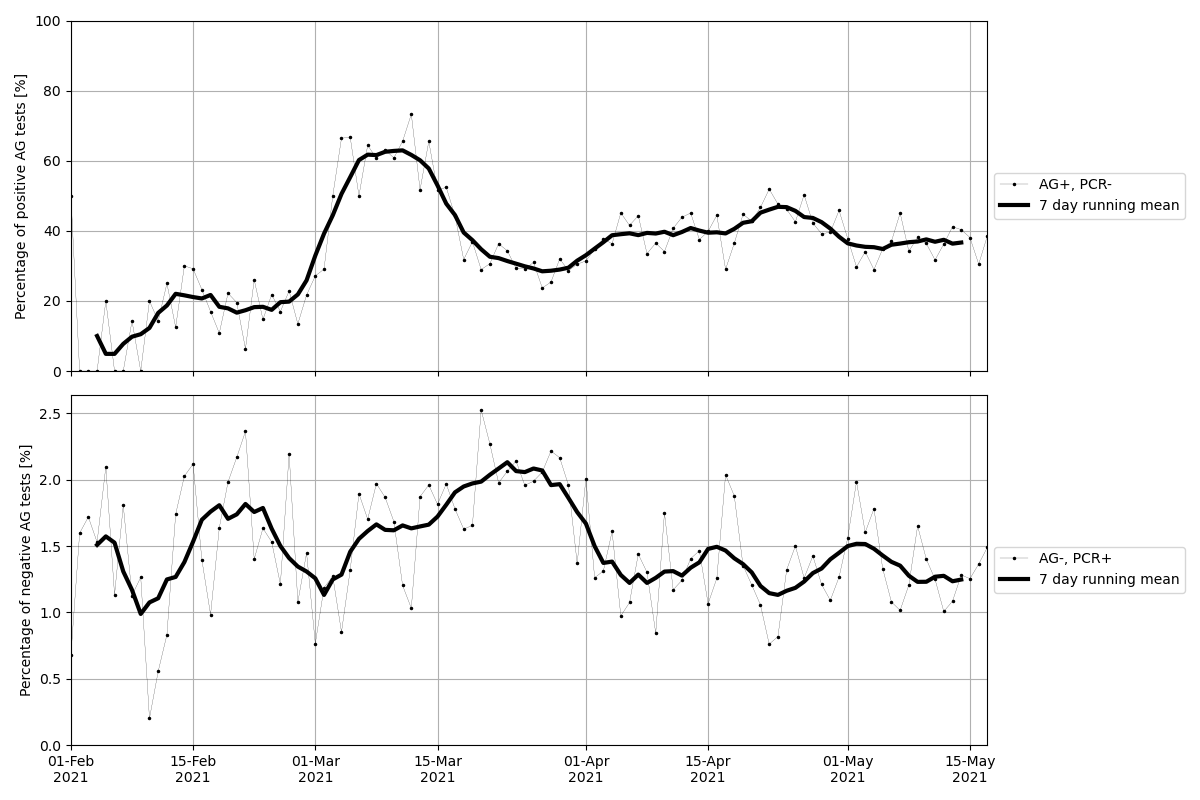 100
80
60
40
20
0
Percentage of positive AG tests [%]
AG+, PCR-
7 day running mean
2.5
2.0
1.5
1.0
0.5
0.0
Percentage of negative AG tests [%]
AG-, PCR+
7 day running mean
01-Feb 15-Feb 01-Mar 15-Mar 01-Apr 15-Apr 01-May 15-May
2021 2021 2021 2021 2021 2021 2021 2021